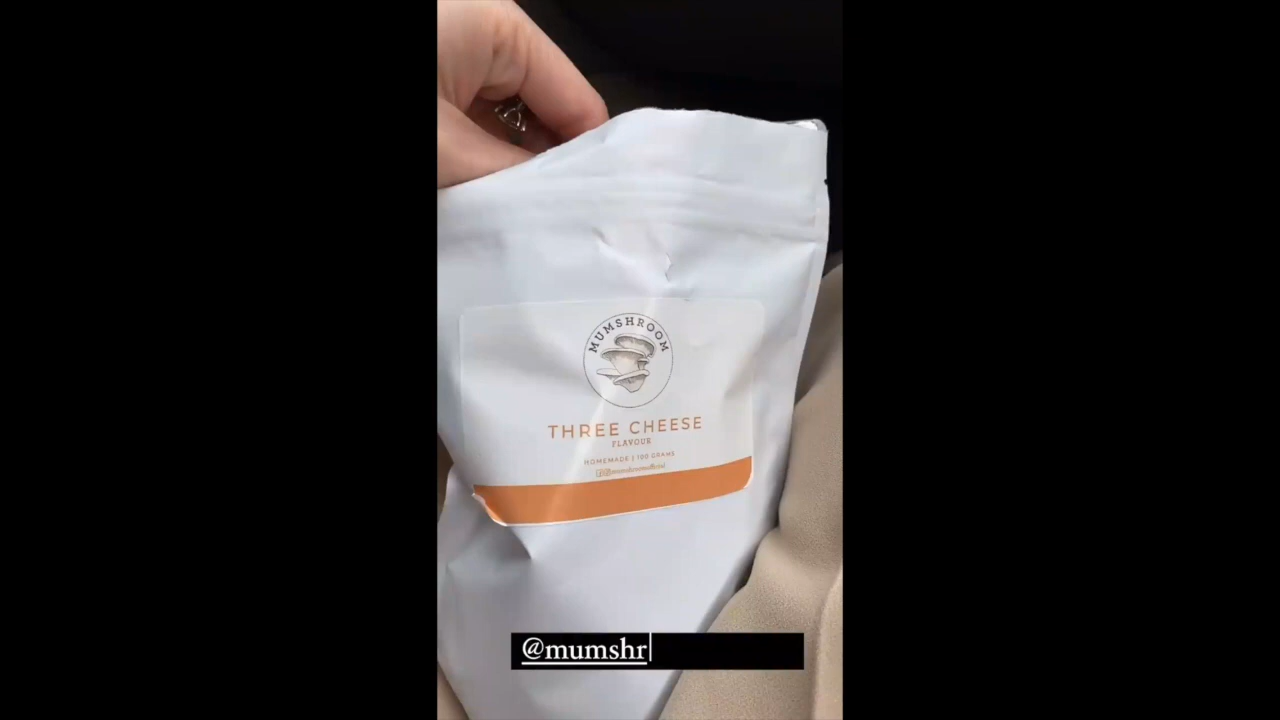 MUMSHROOM
THREE CHEESE
FLAVOUR
HOMEMADE | 100 GRAMS
@mumshr